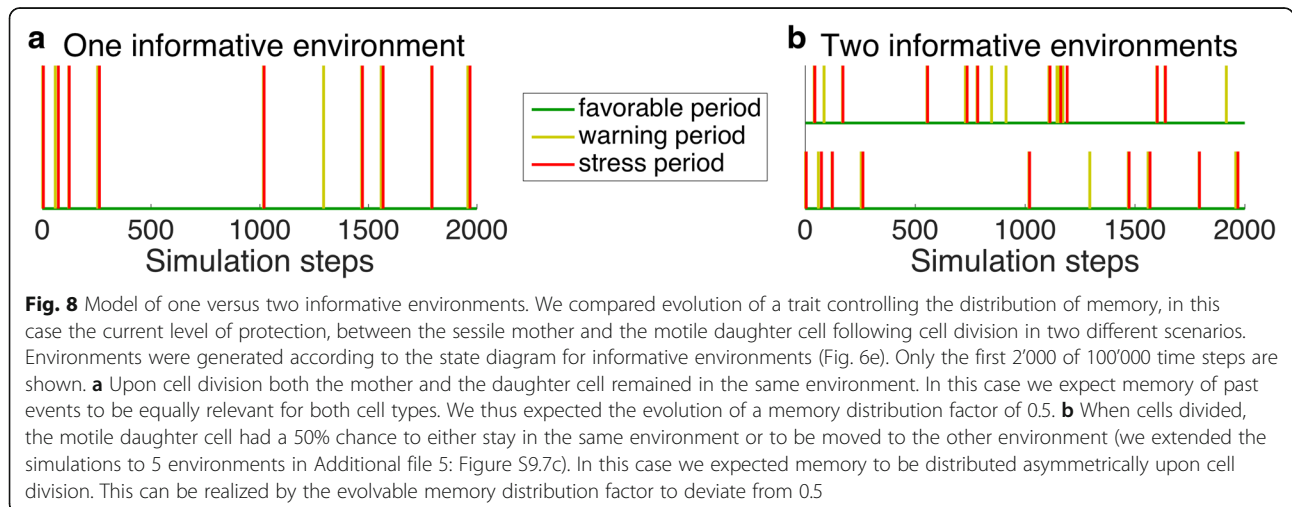 a One informative environment
b Two informative environments
favorable period
warning period
stress period
0 500 1000 1500 2000
Simulation steps
0 500 1000 1500 2000
Simulation steps
Fig. 8 Model of one versus two informative environments. We compared evolution of a trait controlling the distribution of memory, in this
case the current level of protection, between the sessile mother and the motile daughter cell following cell division in two different scenarios.
Environments were generated according to the state diagram for informative environments (Fig. 6e). Only the first 2'000 of 100'000 time steps are
shown. a Upon cell division both the mother and the daughter cell remained in the same environment. In this case we expect memory of past
events to be equally relevant for both cell types. We thus expected the evolution of a memory distribution factor of 0.5. b When cells divided,
the motile daughter cell had a 50% chance to either stay in the same environment or to be moved to the other environment (we extended the
simulations to 5 environments in Additional file 5: Figure S9.7c). In this case we expected memory to be distributed asymmetrically upon cell
division. This can be realized by the evolvable memory distribution factor to deviate from 0.5